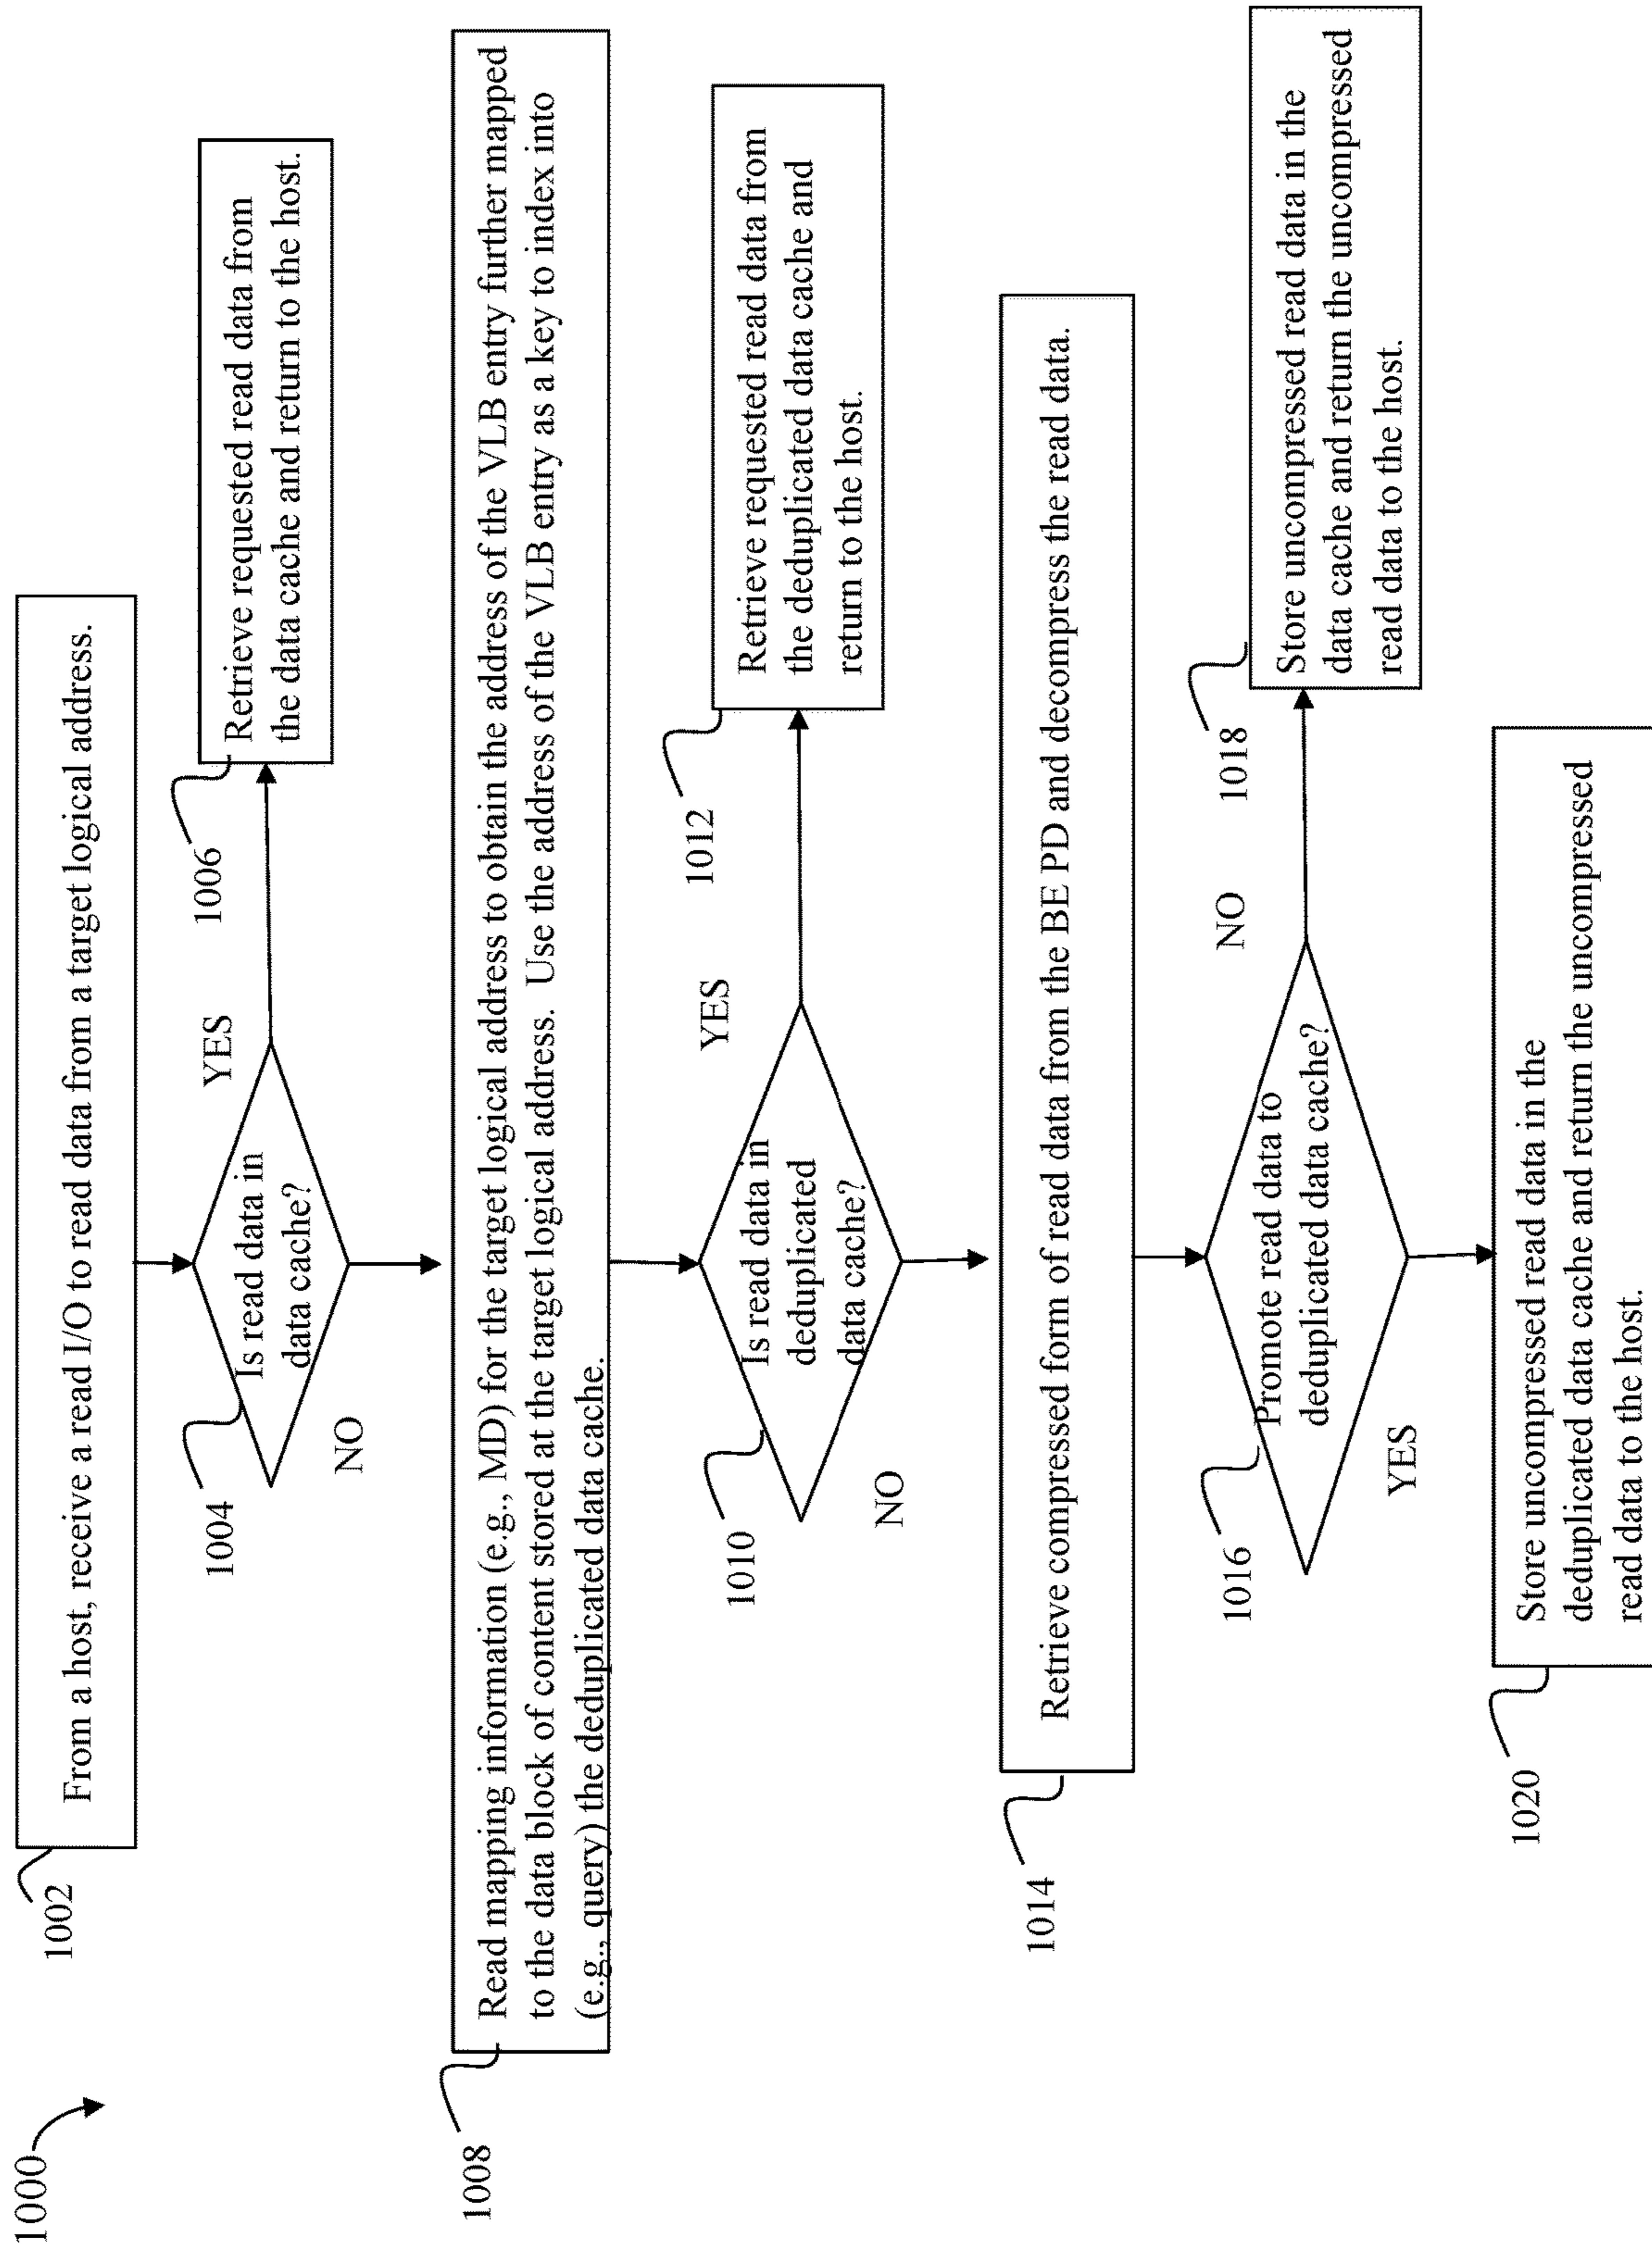 1000
1002
From a host, receive a read I/O to read data from a target logical address.
1004
Is read data in
data cache?
YES
NO
1006
Retrieve requested read data from
the data cache and return to the host.
1008
Read mapping information (e.g., MD) for the target logical address to obtain the address of the VLB entry further mapped
to the data block of content stored at the target logical address. Use the address of the VLB entry as a key to index into
(e.g., query) the deduplicated data cache.
1010
Is read data in
deduplicated
data cache?
YES
NO
1012
Retrieve requested read data from
the deduplicated data cache and
return to the host.
1014
Retrieve compressed form of read data from the BE PD and decompress the read data.
1016
Promote read data to
deduplicated data cache?
NO
YES
1018
Store uncompressed read data in the
data cache and return the uncompressed
read data to the host.
1020
Store uncompressed read data in the
deduplicated data cache and return the uncompressed
read data to the host.